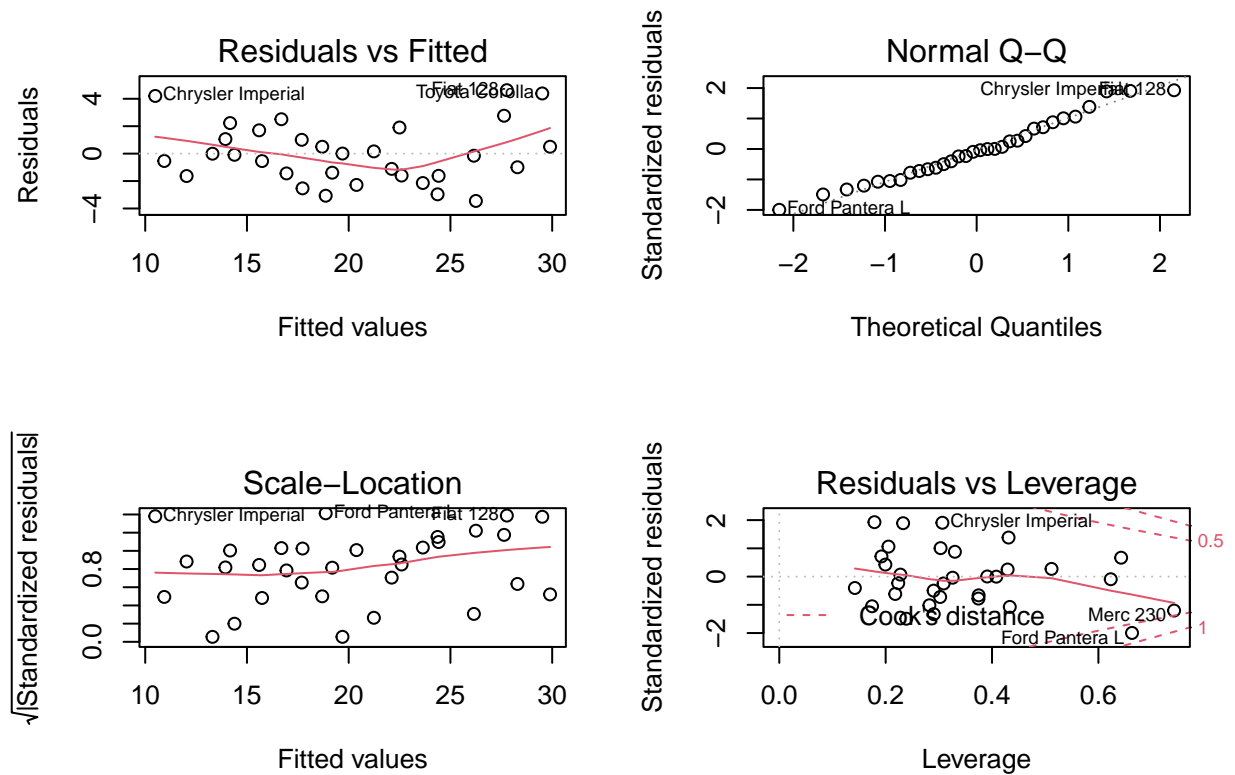 Residuals vs Fitted
Residuals
4
0
−4
Chrysler Imperial
Fiat 128
Toyota Corolla
10 15 20 25 30
Fitted values
Normal Q−Q
Standardized residuals
2
0
−2
Chrysler Imperial
Fiat 128
Ford Pantera L
−2 −1 0 1 2
Theoretical Quantiles
Scale−Location
√|Standardized residuals|
0.8
0.0
Chrysler Imperial
Ford Pantera L
Fiat 128
10 15 20 25 30
Fitted values
Residuals vs Leverage
Standardized residuals
2
0
−2
Chrysler Imperial
0.5
Cook's distance
Merc 230
1
Ford Pantera L
0.0 0.2 0.4 0.6
Leverage